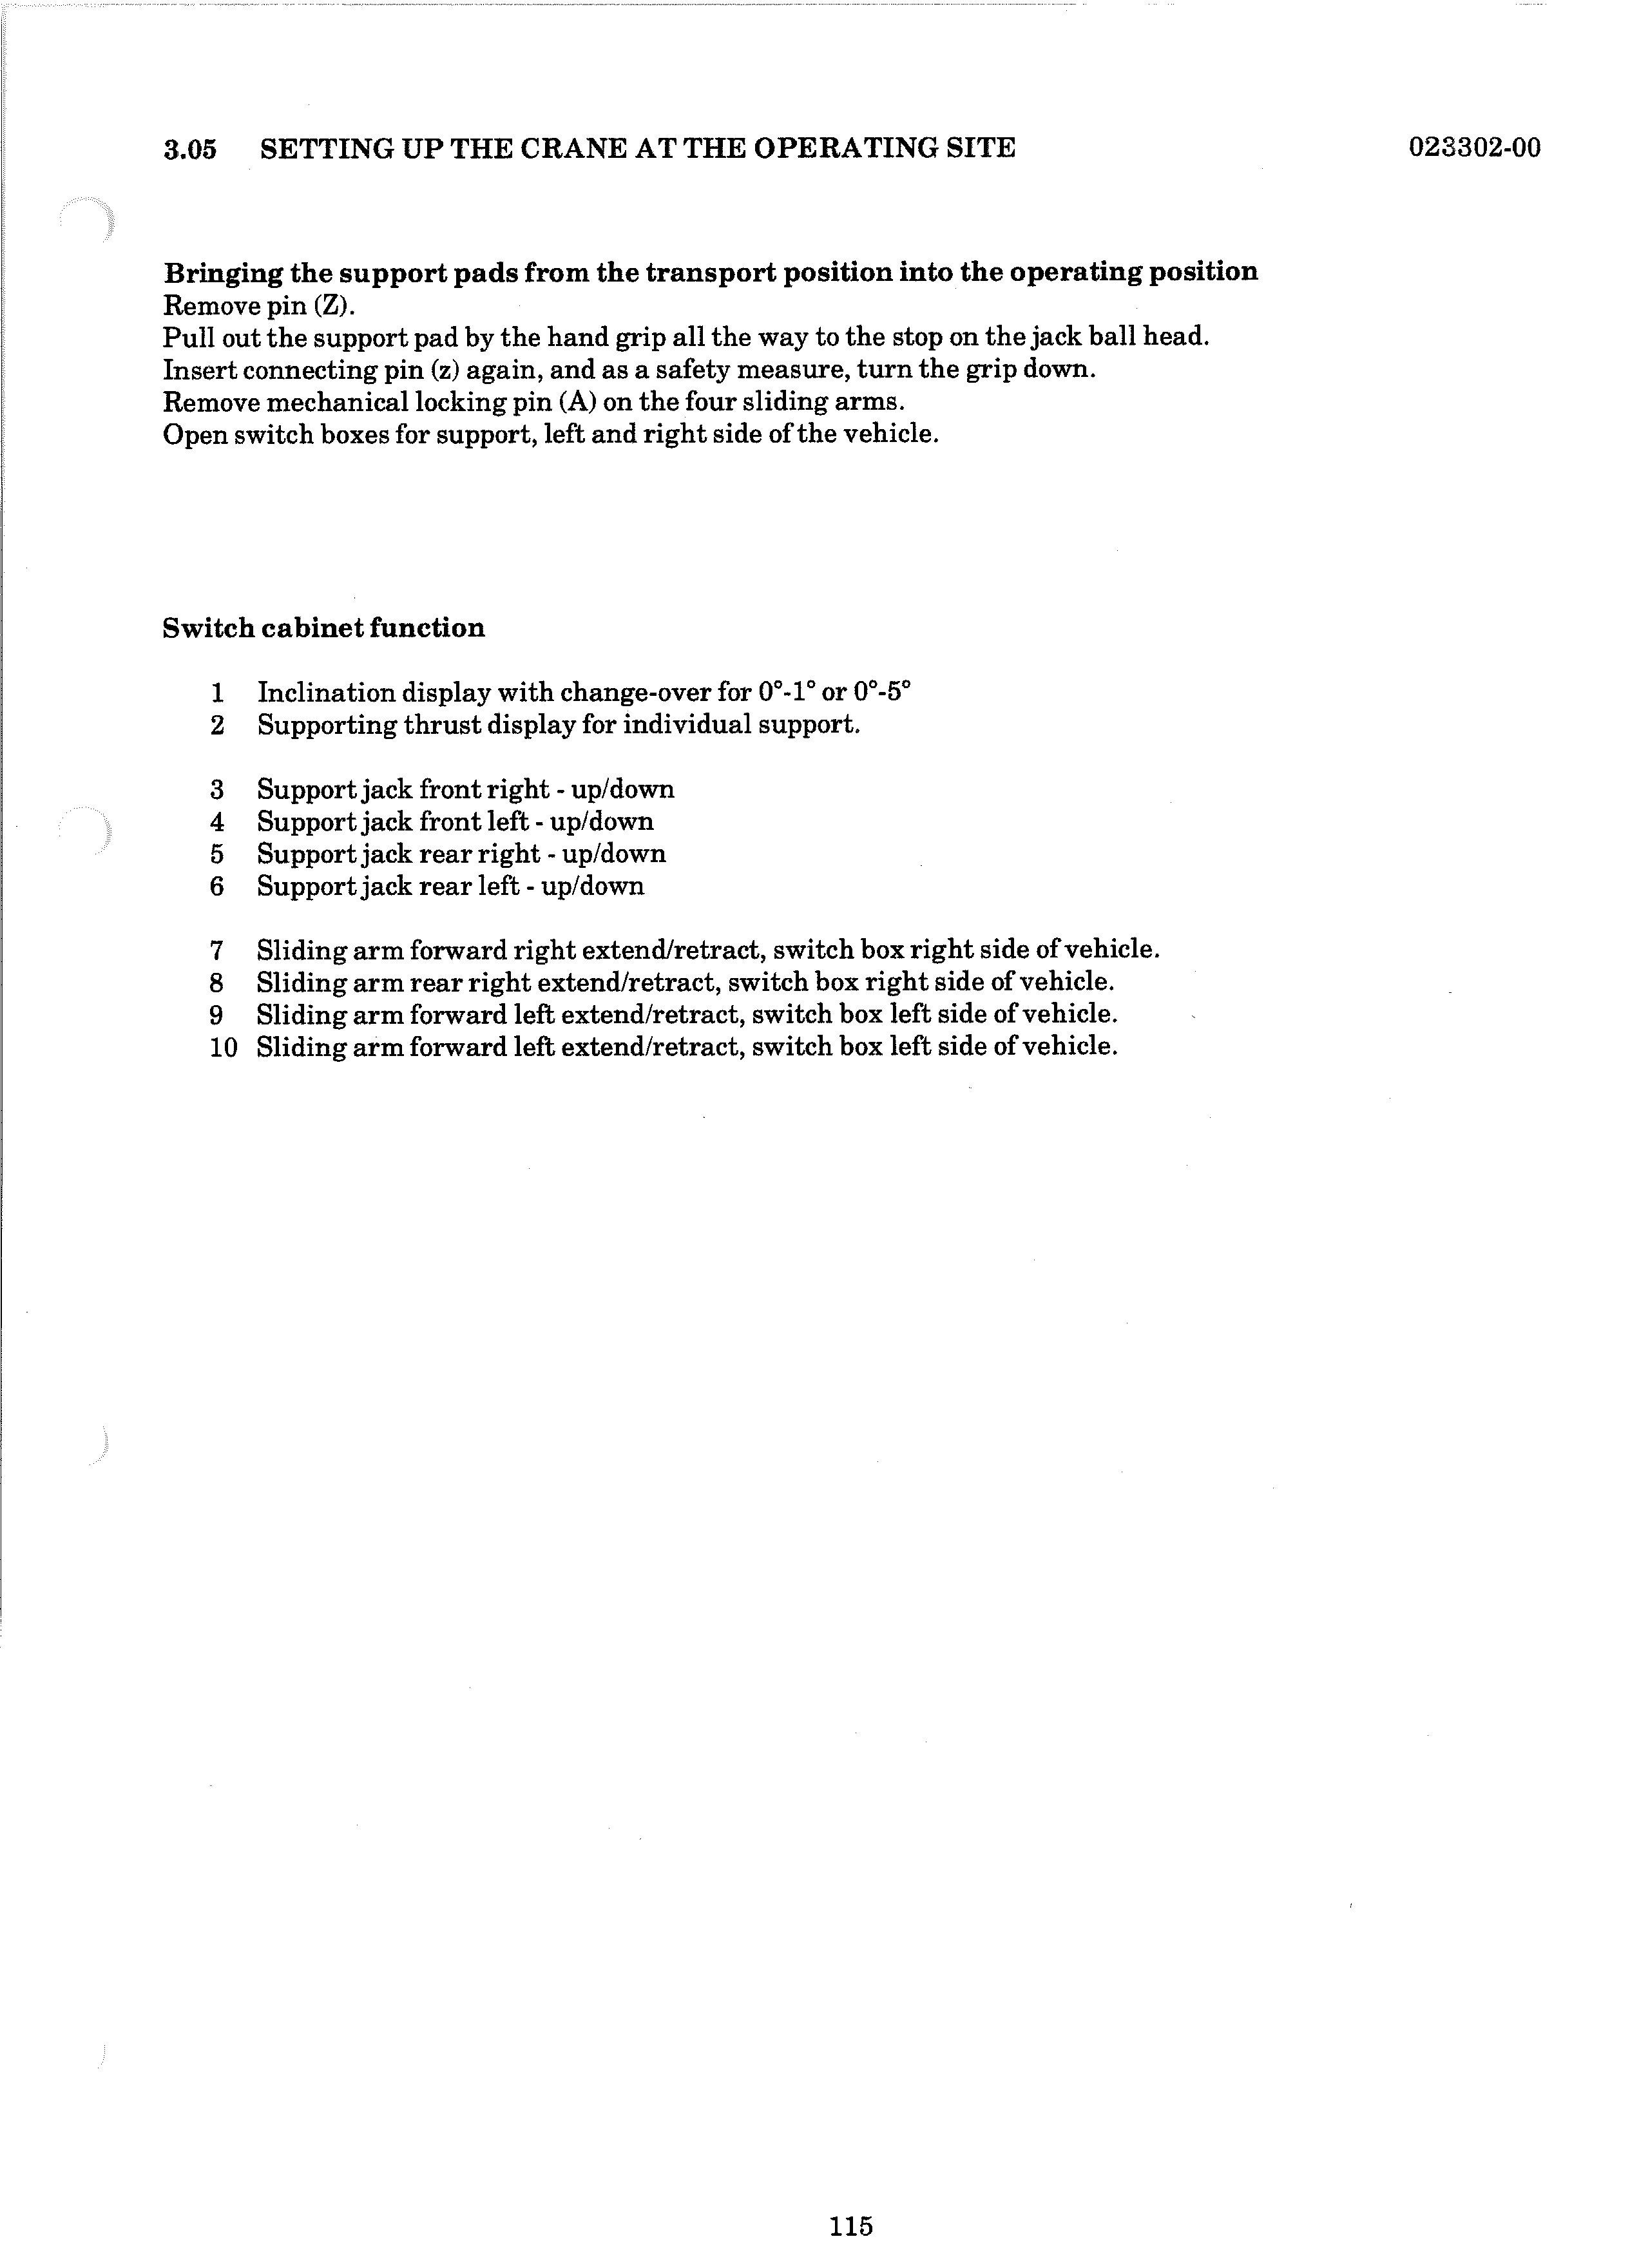 3.05 SETTING UP THE CRANE AT THE OPERATING SITE 023302-00
Bringing the support pads from the transport position into the operating position
Remove pin (Z).
Pull out the support pad by the hand grip all the way to the stop on the jack ball head.
Insert connecting pin (z) again, and as a safety measure, turn the grip down.
Remove mechanical locking pin (A) on the four sliding arms.
Open switch boxes for support, left and right side of the vehicle.
Switch cabinet function
1 Inclination display with change-over for 0°-1° or 0°-5°
2 Supporting thrust display for individual support.
3 Support jack front right - up/down
4 Support jack front left - up/down
5 Support jack rear right - up/down
6 Support jack rear left - up/down
7 Sliding arm forward right extend/retract, switch box right side of vehicle.
8 Sliding arm rear right extend/retract, switch box right side of vehicle.
9 Sliding arm forward left extend/retract, switch box left side of vehicle.
10 Sliding arm forward left extend/retract, switch box left side of vehicle.
115